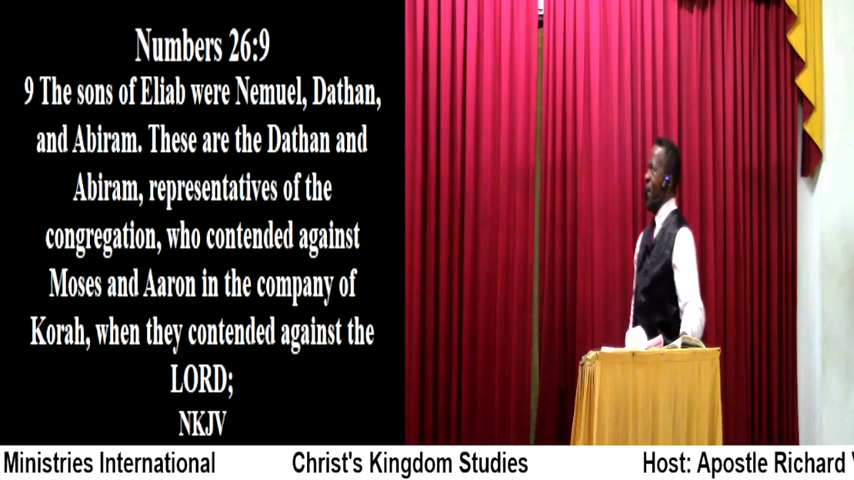 Numbers 26:9
9 The sons of Eliab were Nemuel, Dathan,
and Abiram. These are the Dathan and
Abiram, representatives of the
congregation, who contended against
Moses and Aaron in the company of
Korah, when they contended against the
LORD;
NKJV
Ministries International Christ's Kingdom Studies Host: Apostle Richard